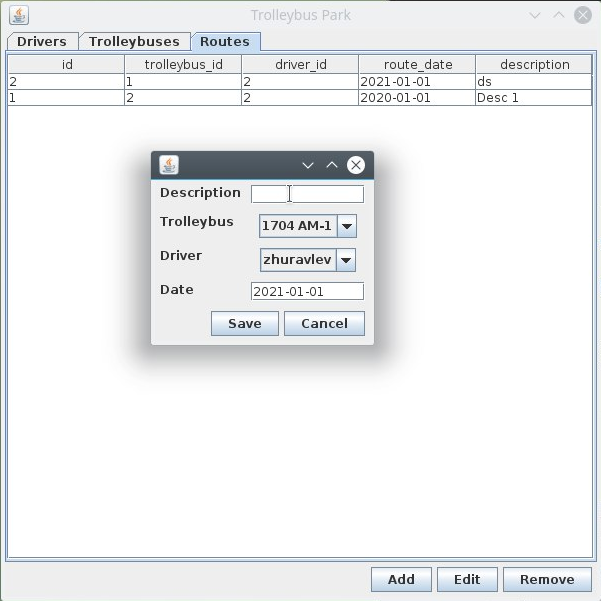 Trolleybus Park
Drivers Trolleybuses Routes
id trolleybus_id driver_id route_date description
2 1 2 2021-01-01 ds
1 2 2 2020-01-01 Desc 1
Description
Trolleybus 1704 AM-1
Driver zhuravlev
Date 2021-01-01
Save Cancel
Add Edit Remove